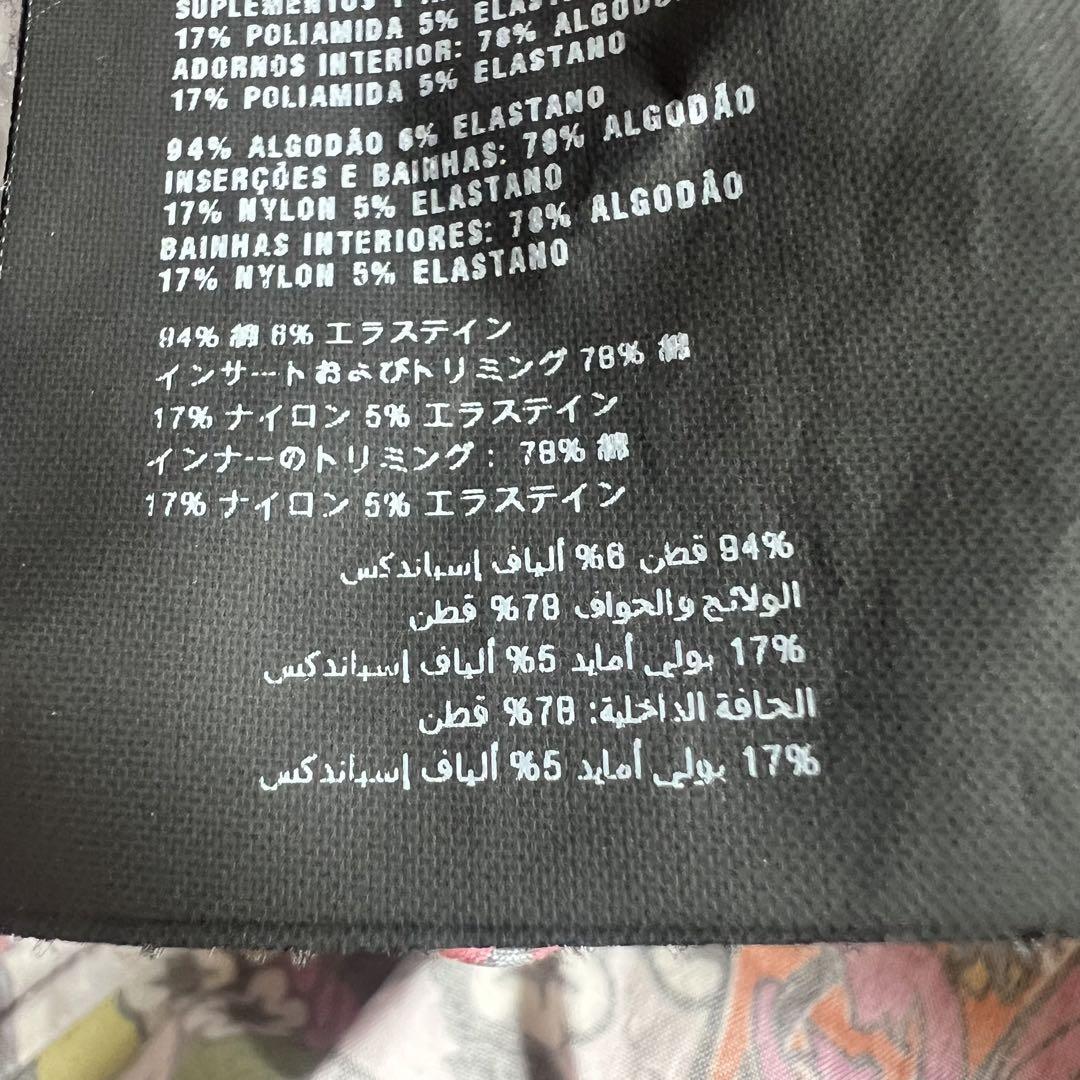 SUPLEMENTOS Y
17% POLIAMIDA 5% ELASTANO
ADORNOS INTERIOR: 78% ALGODÓN
17% POLIAMIDA 5% ELASTANO
94% ALGODÃO 6% ELASTANO
INSERÇÕES E BAINHAS: 78% ALGODÃO
17% NYLON 5% ELASTANO
BAINHAS INTERIORES: 78% ALGODÃO
17% NYLON 5% ELASTANO
94% 綿 6% エラステイン
インサートおよびトリミング 78% 綿
17% ナイロン 5% エラステイン
インナーのトリミング: 78% 綿
17% ナイロン 5% エラステイン
94% قطن 6% ألياف إسباندكس
الولائج والحواف 78% قطن
17% بولي أمايد 5% ألياف إسباندكس
الحافة الداخلية: 78% قطن
17% بولي أمايد 5% ألياف إسباندكس